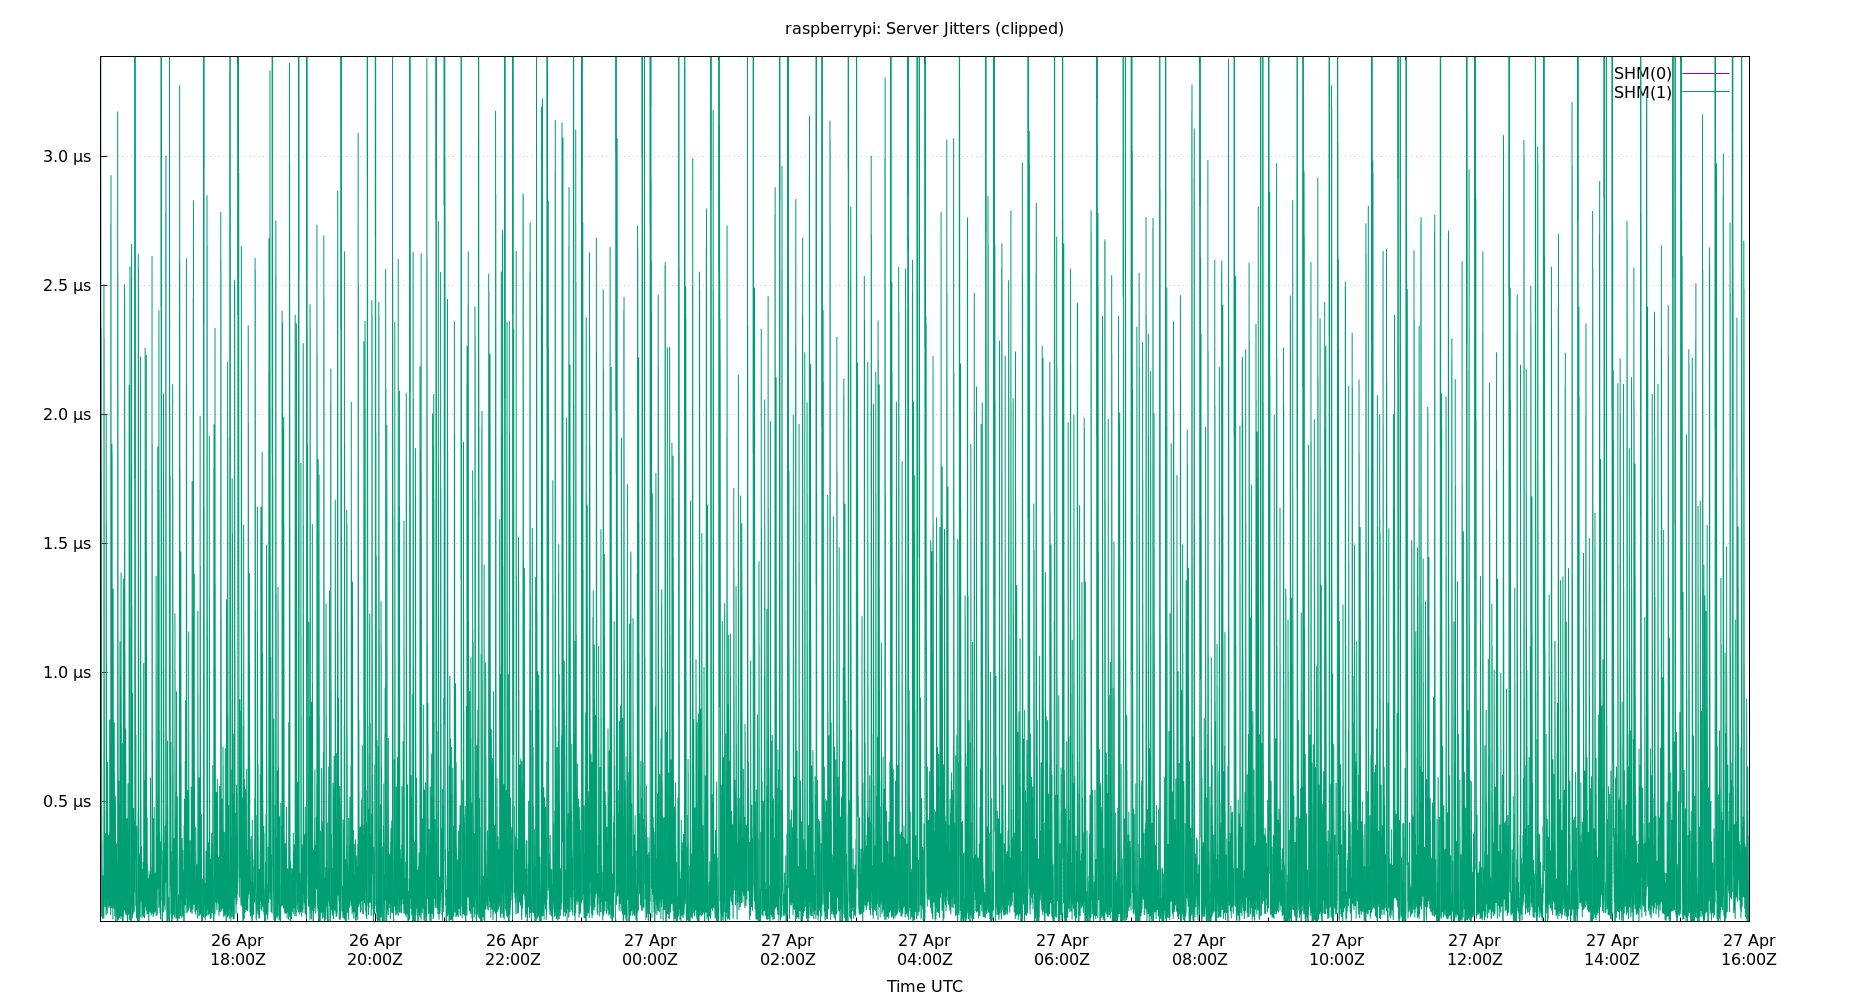 raspberrypi: Server Jitters (clipped)
SHM(0)
SHM(1)
3.0 µs
2.5 µs
2.0 µs
1.5 µs
1.0 µs
0.5 µs
26 Apr 26 Apr 26 Apr 27 Apr 27 Apr 27 Apr 27 Apr 27 Apr 27 Apr 27 Apr 27 Apr 27 Apr
18:00Z 20:00Z 22:00Z 00:00Z 02:00Z 04:00Z 06:00Z 08:00Z 10:00Z 12:00Z 14:00Z 16:00Z
Time UTC